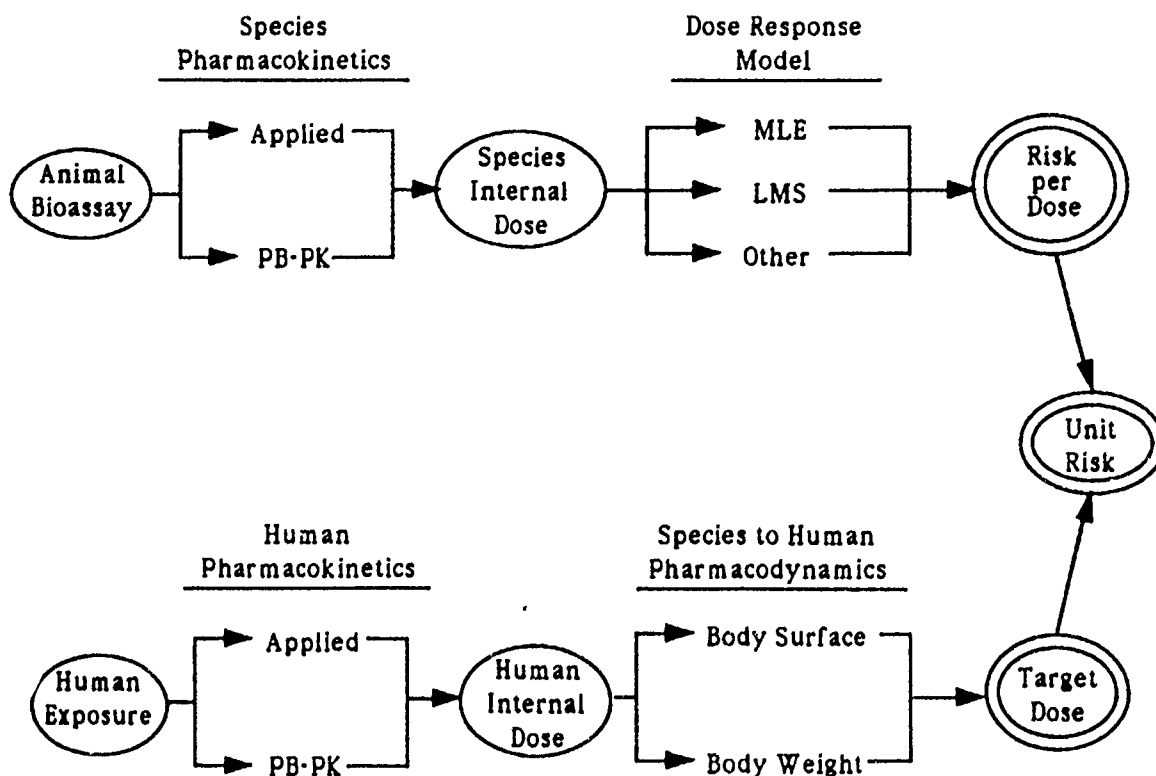 Species
Pharmacokinetics
Dose Response
Model
Applied
PB-PK
Animal
Bioassay
Species
Internal
Dose
MLE
LMS
Other
Risk
per
Dose
Unit
Risk
Human
Pharmacokinetics
Species to Human
Pharmacodynamics
Applied
PB-PK
Human
Exposure
Human
Internal
Dose
Body Surface
Body Weight
Target
Dose